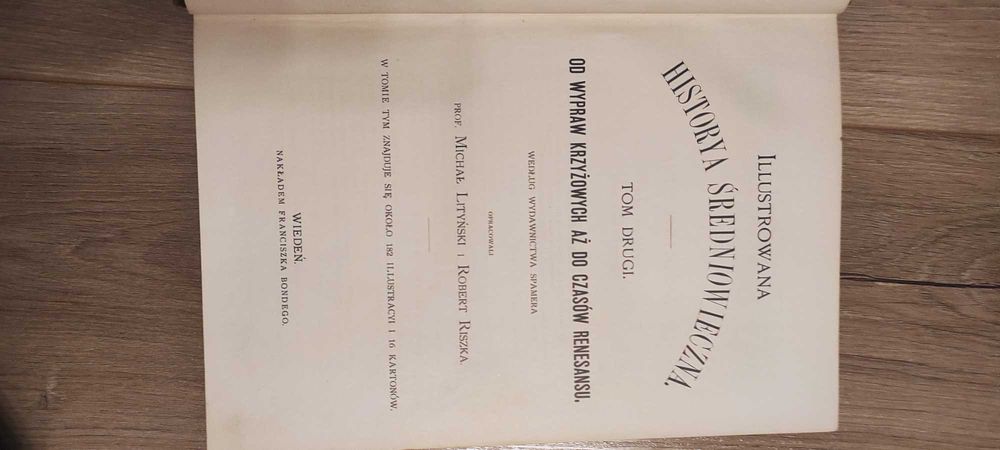 ILLUSTROWANA
HISTORYA ŚREDNIOWIECZNA.
TOM DRUGI.
OD WYPRAW KRZYŻOWYCH AŻ DO CZASÓW RENESANSU.
WEDŁUG WYDAWNICTWA SPAMERA
OPRACOWALI
PROF. MICHAŁ LITYŃSKI I ROBERT RISZKA.
W TOMIE TYM ZNAJDUJE SIĘ OKOŁO 182 ILLUSTRACYI I 16 KARTONÓW.
WIEDEŃ.
NAKŁADEM FRANCISZKA BONDEGO.